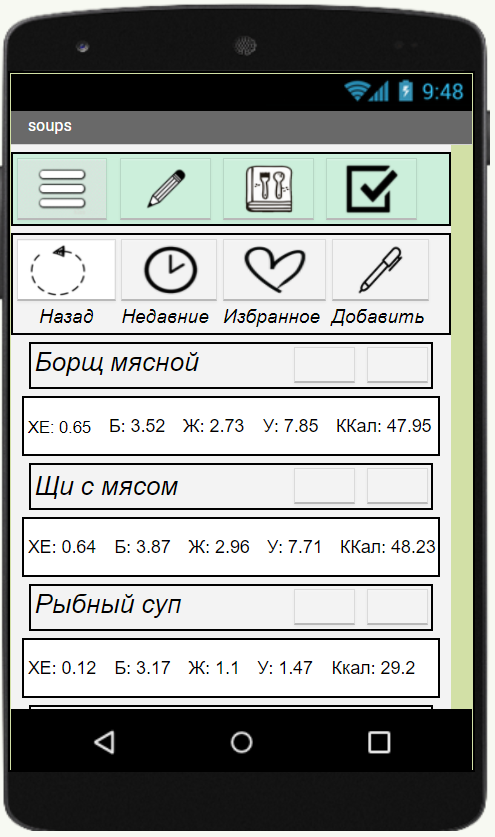 9:48
soups
Назад Недавние Избранное Добавить
Борщ мясной
ХЕ: 0.65 Б: 3.52 Ж: 2.73 У: 7.85 ККал: 47.95
Щи с мясом
ХЕ: 0.64 Б: 3.87 Ж: 2.96 У: 7.71 ККал: 48.23
Рыбный суп
ХЕ: 0.12 Б: 3.17 Ж: 1.1 У: 1.47 Ккал: 29.2